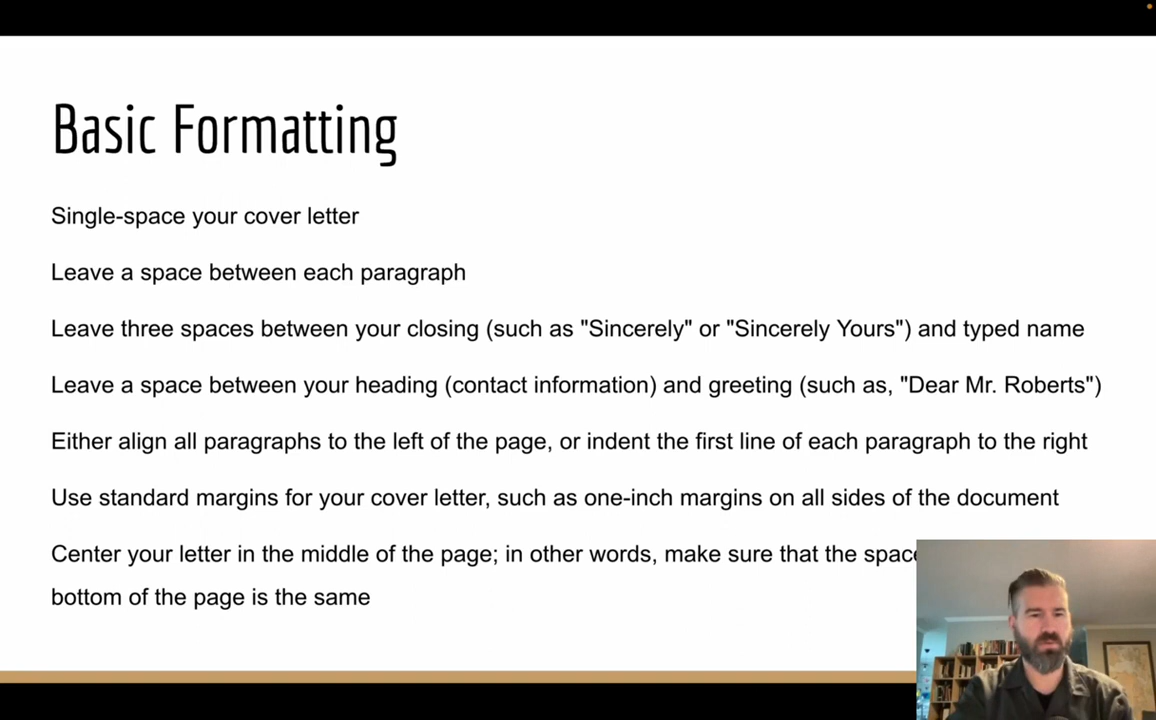 Basic Formatting
Single-space your cover letter
Leave a space between each paragraph
Leave three spaces between your closing (such as "Sincerely" or "Sincerely Yours") and typed name
Leave a space between your heading (contact information) and greeting (such as, "Dear Mr. Roberts")
Either align all paragraphs to the left of the page, or indent the first line of each paragraph to the right
Use standard margins for your cover letter, such as one-inch margins on all sides of the document
Center your letter in the middle of the page; in other words, make sure that the space
bottom of the page is the same